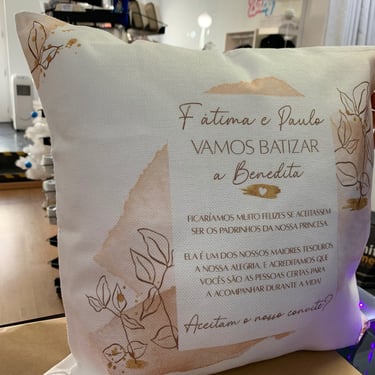 Fátima e Paulo
VAMOS BATIZAR
a Benedita
FICARÍAMOS MUITO FELIZES SE ACEITASSEM
SER OS PADRINHOS DA NOSSA PRINCESA.
ELA É UM DOS NOSSOS MAIORES TESOUROS
A NOSSA ALEGRIA. E ACREDITAMOS QUE
VOCÊS SÃO AS PESSOAS CERTAS PARA
A ACOMPANHAR DURANTE A VIDA!
Aceitam o nosso convite?